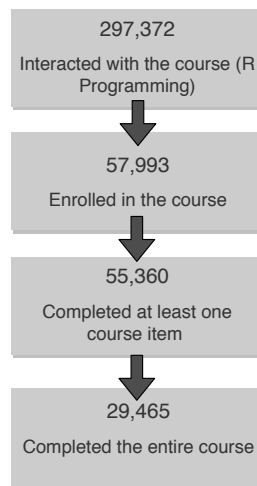 297,372
Interacted with the course (R
Programming)
57,993
Enrolled in the course
55,360
Completed at least one
course item
29,465
Completed the entire course